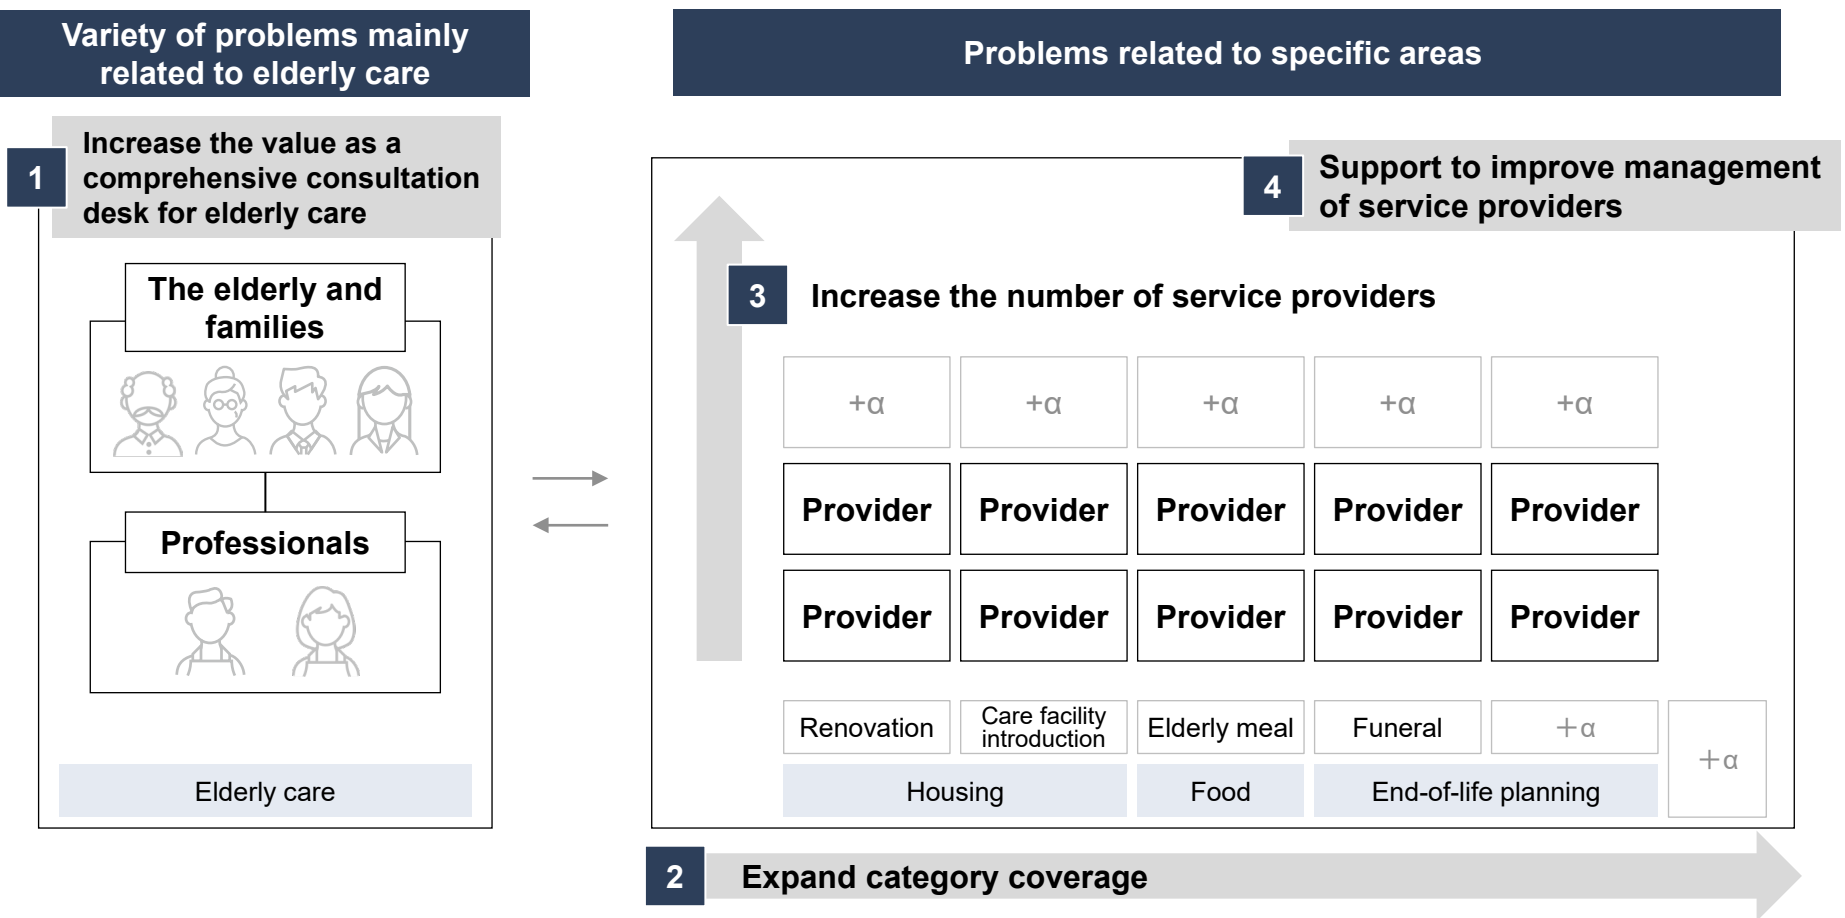 Variety of problems mainly
related to elderly care
Problems related to specific areas
1
Increase the value as a
comprehensive consultation
desk for elderly care
The elderly and
families
Professionals
Elderly care
4
Support to improve management
of service providers
3
Increase the number of service providers
+α +α +α +α +α
Provider Provider Provider Provider Provider
Provider Provider Provider Provider Provider
Renovation
Care facility
introduction
Elderly meal
Funeral
+α
+α
Housing
Food
End-of-life planning
2
Expand category coverage